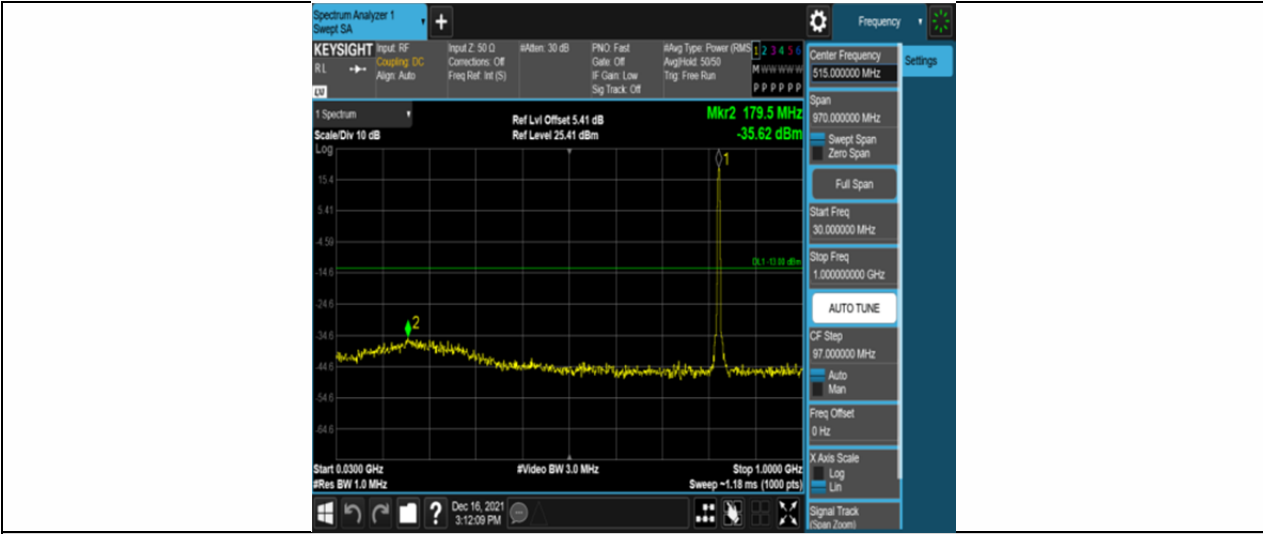 Spectrum Analyzer 1
Swept SA
+
Frequency
KEYSIGHT
Input: RF
Coupling: DC
Align: Auto
Input Z: 50 Ω
Corrections: Off
Freq Ref: Int (S)
#Atten: 30 dB
PNO: Fast
Gate: Off
IF Gain: Low
Sig Track: Off
#Avg Type: Power (RMS
Avg|Hold: 50/50
Trig: Free Run
1 2 3 4 5 6
M W W W W W
P P P P P P
RL
LV
1 Spectrum
Scale/Div 10 dB
Ref Lvl Offset 5.41 dB
Ref Level 25.41 dBm
Mkr2 179.5 MHz
-35.62 dBm
Log
15.4
5.41
-4.59
-14.6
-24.6
-34.6
-44.6
-54.6
-64.6
1
2
DL1 -13.00 dBm
Start 0.0300 GHz
#Res BW 1.0 MHz
#Video BW 3.0 MHz
Stop 1.0000 GHz
Sweep ~1.18 ms (1000 pts)
Dec 16, 2021
3:12:09 PM
?
Center Frequency
515.000000 MHz
Settings
Span
970.000000 MHz
Swept Span
Zero Span
Full Span
Start Freq
30.000000 MHz
Stop Freq
1.000000000 GHz
AUTO TUNE
CF Step
97.000000 MHz
Auto
Man
Freq Offset
0 Hz
X Axis Scale
Log
Lin
Signal Track
(Span Zoom)